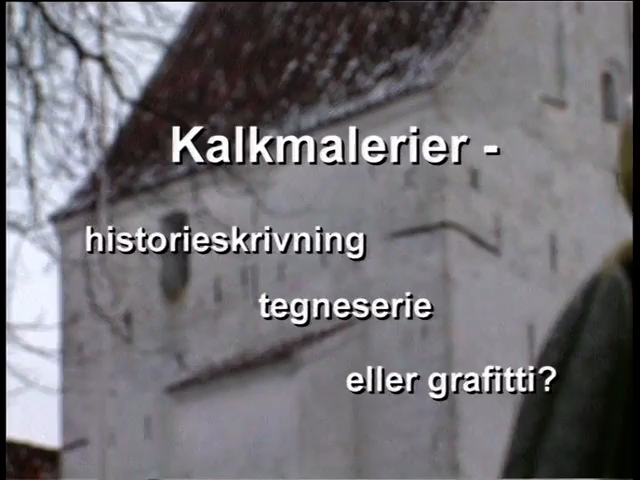 Kalkmalerier -
historieskrivning
tegneserie
eller grafitti?